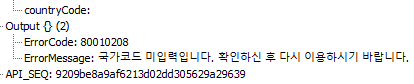 countryCode:
Output {} (2)
ErrorCode: 80010208
ErrorMessage: 국가코드 미입력입니다. 확인하신 후 다시 이용하시기 바랍니다.
API_SEQ: 9209be8a9af6213d02dd305629a29639